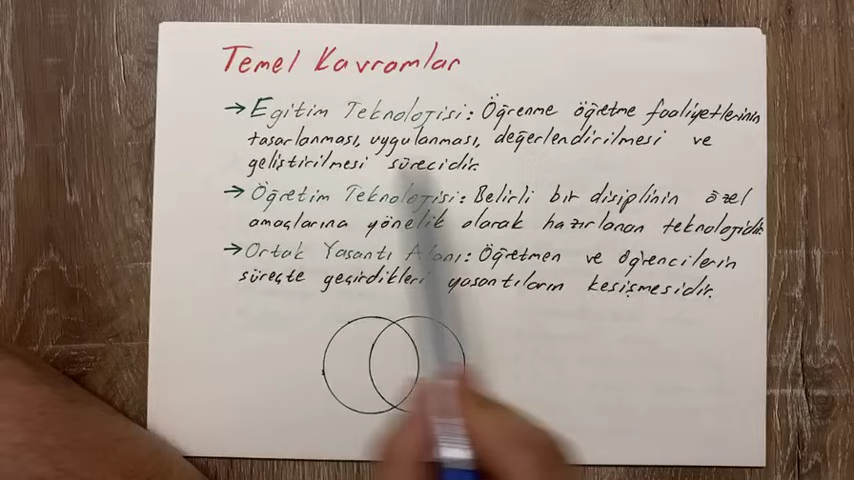 Temel Kavramlar
→ Eğitim Teknolojisi: Öğrenme öğretme faaliyetlerinin
tasarlanması, uygulanması, değerlendirilmesi ve
geliştirilmesi sürecidir.
→ Öğretim Teknolojisi: Belirli bir disiplinin özel
amaçlarına yönelik olarak hazırlanan teknolojidir.
→ Ortak Yaşantı Alanı: Öğretmen ve öğrencilerin
süreçte geçirdikleri yaşantıların kesişmesidir.